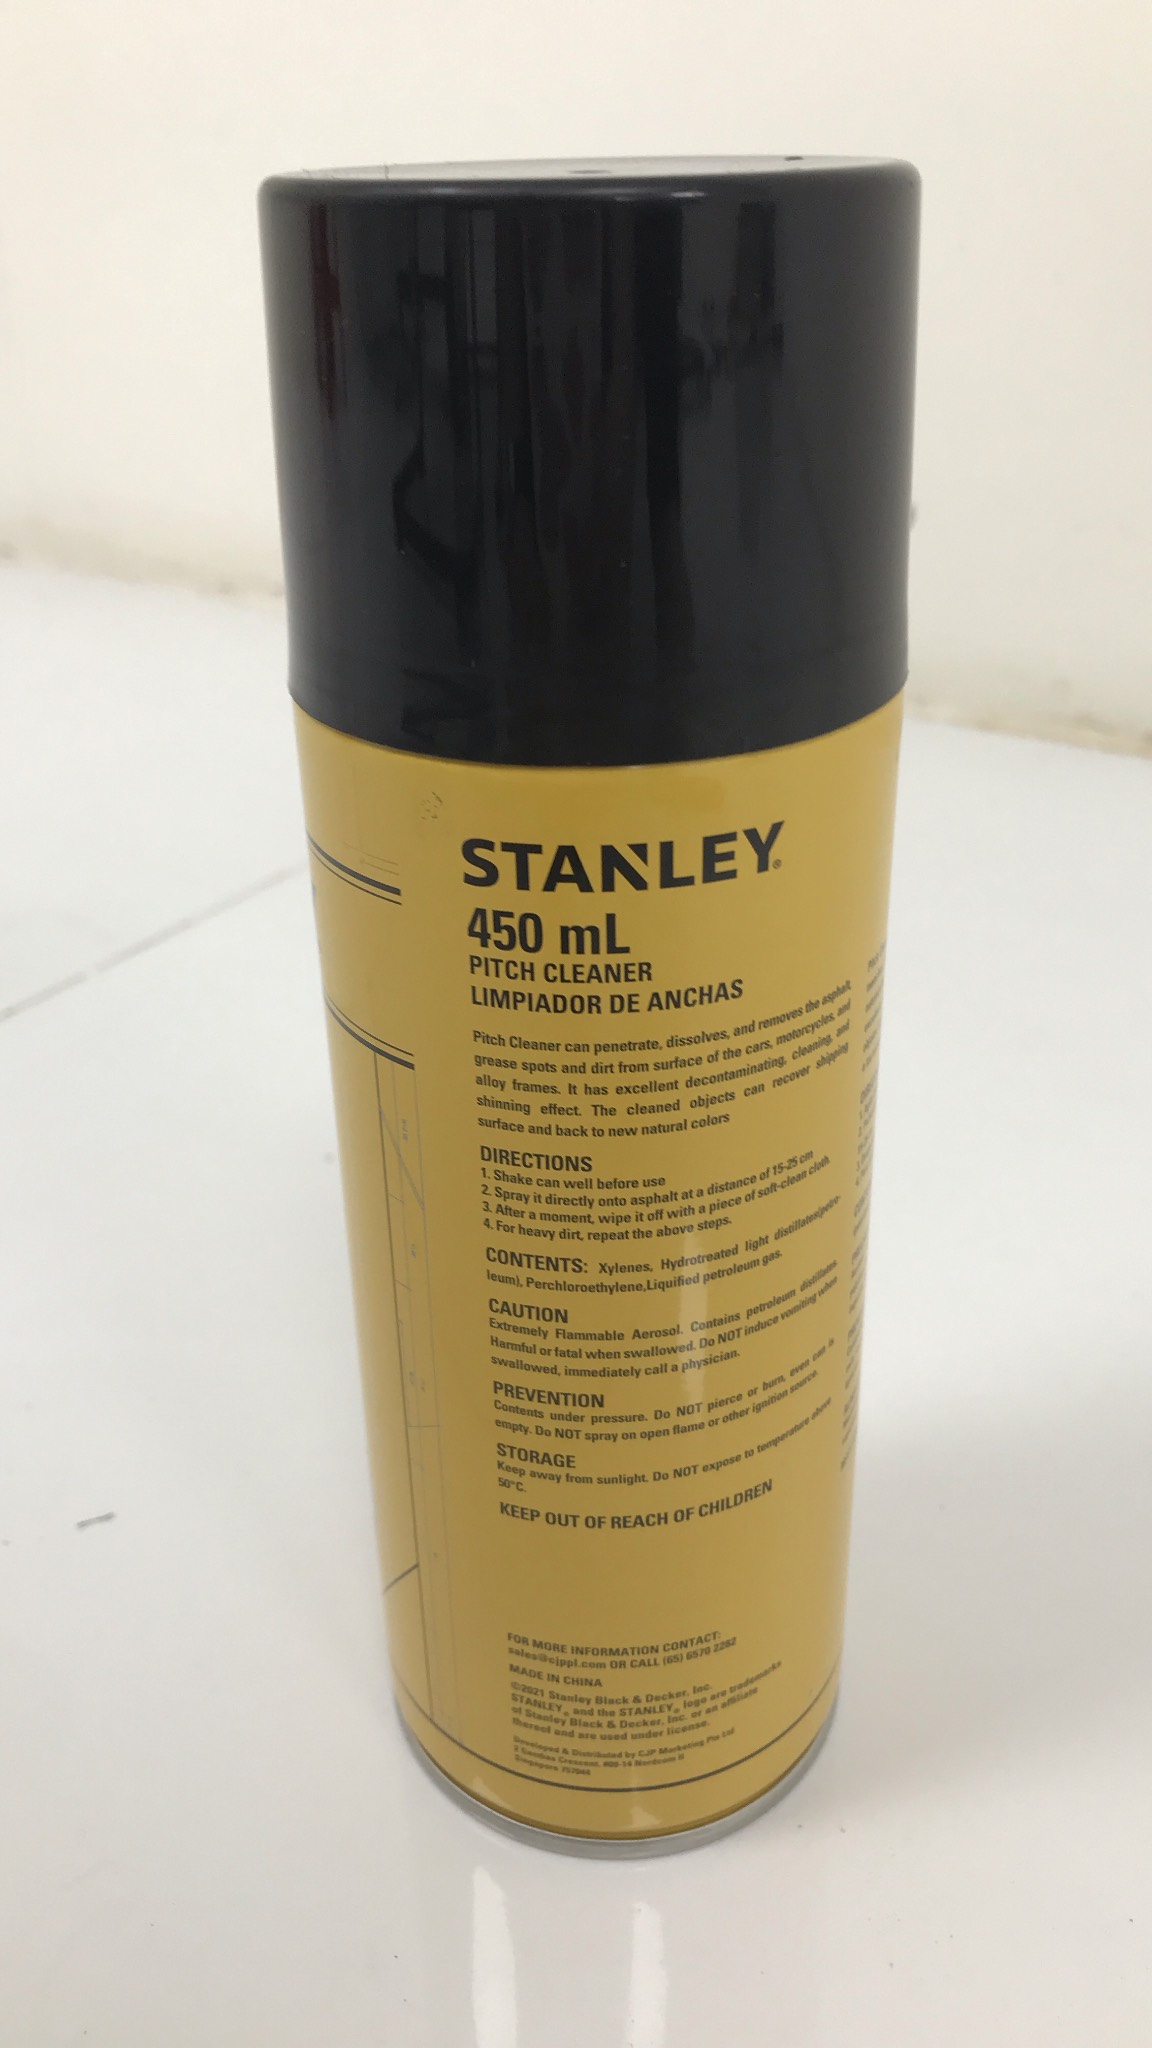 STANLEY®
450 mL
PITCH CLEANER
LIMPIADOR DE ANCHAS
Pitch Cleaner can penetrate, dissolves, and removes the asphalt,
grease spots and dirt from surface of the cars, motorcycles, and
alloy frames. It has excellent decontaminating, cleaning, and
shinning effect. The cleaned objects can recover shipping
surface and back to new natural colors
DIRECTIONS
1. Shake can well before use
2. Spray it directly onto asphalt at a distance of 15-25 cm
3. After a moment, wipe it off with a piece of soft-clean cloth.
4. For heavy dirt, repeat the above steps.
CONTENTS: Xylenes, Hydrotreated light distillates(petro-
leum), Perchloroethylene,Liquified petroleum gas.
CAUTION
Extremely Flammable Aerosol. Contains petroleum distillates
Harmful or fatal when swallowed. Do NOT induce vomiting when
swallowed, immediately call a physician.
PREVENTION
Contents under pressure. Do NOT pierce or burn, even can is
empty. Do NOT spray on open flame or other ignition source.
STORAGE
Keep away from sunlight. Do NOT expose to temperature above
50°C.
KEEP OUT OF REACH OF CHILDREN
FOR MORE INFORMATION CONTACT:
sales@cjppl.com OR CALL (65) 6570 2282
MADE IN CHINA
©2021 Stanley Black & Decker, Inc.
STANLEY® and the STANLEY® logo are trademarks
of Stanley Black & Decker, Inc. or an affiliate
thereof and are used under license.
Developed & Distributed by CJP Marketing Pte Ltd
Crescent, #08-14 Nordcom II
Singapore